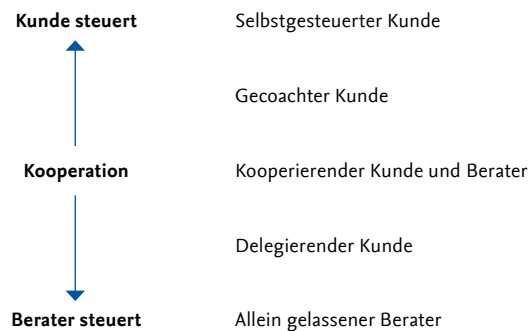 Kunde steuert Selbstgesteuerter Kunde
Gecoachter Kunde
Kooperation Kooperierender Kunde und Berater
Delegierender Kunde
Berater steuert Allein gelassener Berater